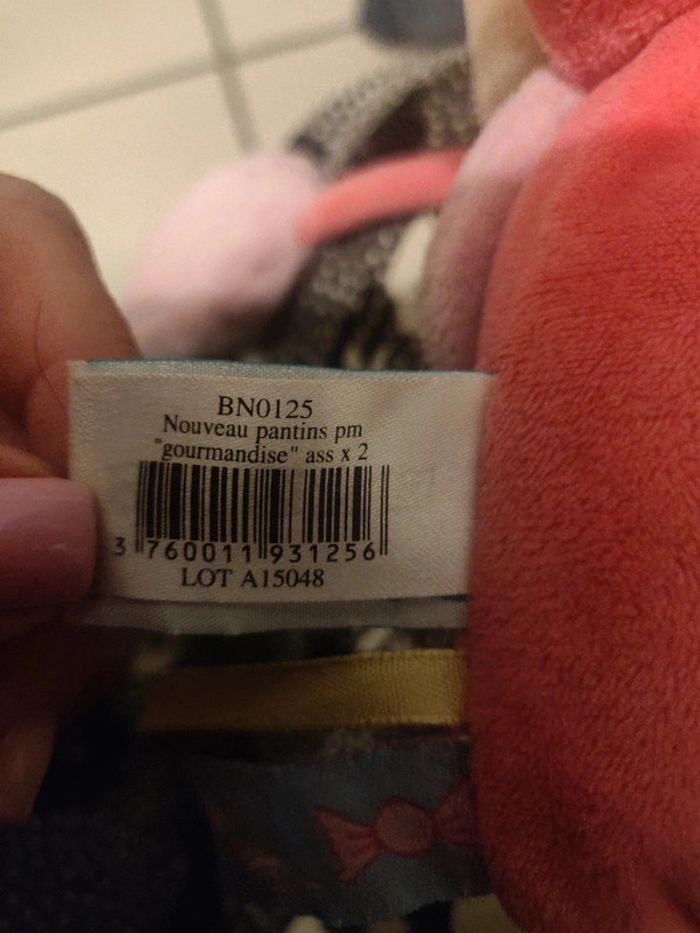 BN0125
Nouveau pantins pm
"gourmandise" ass x 2
3 760011 931256
LOT A15048